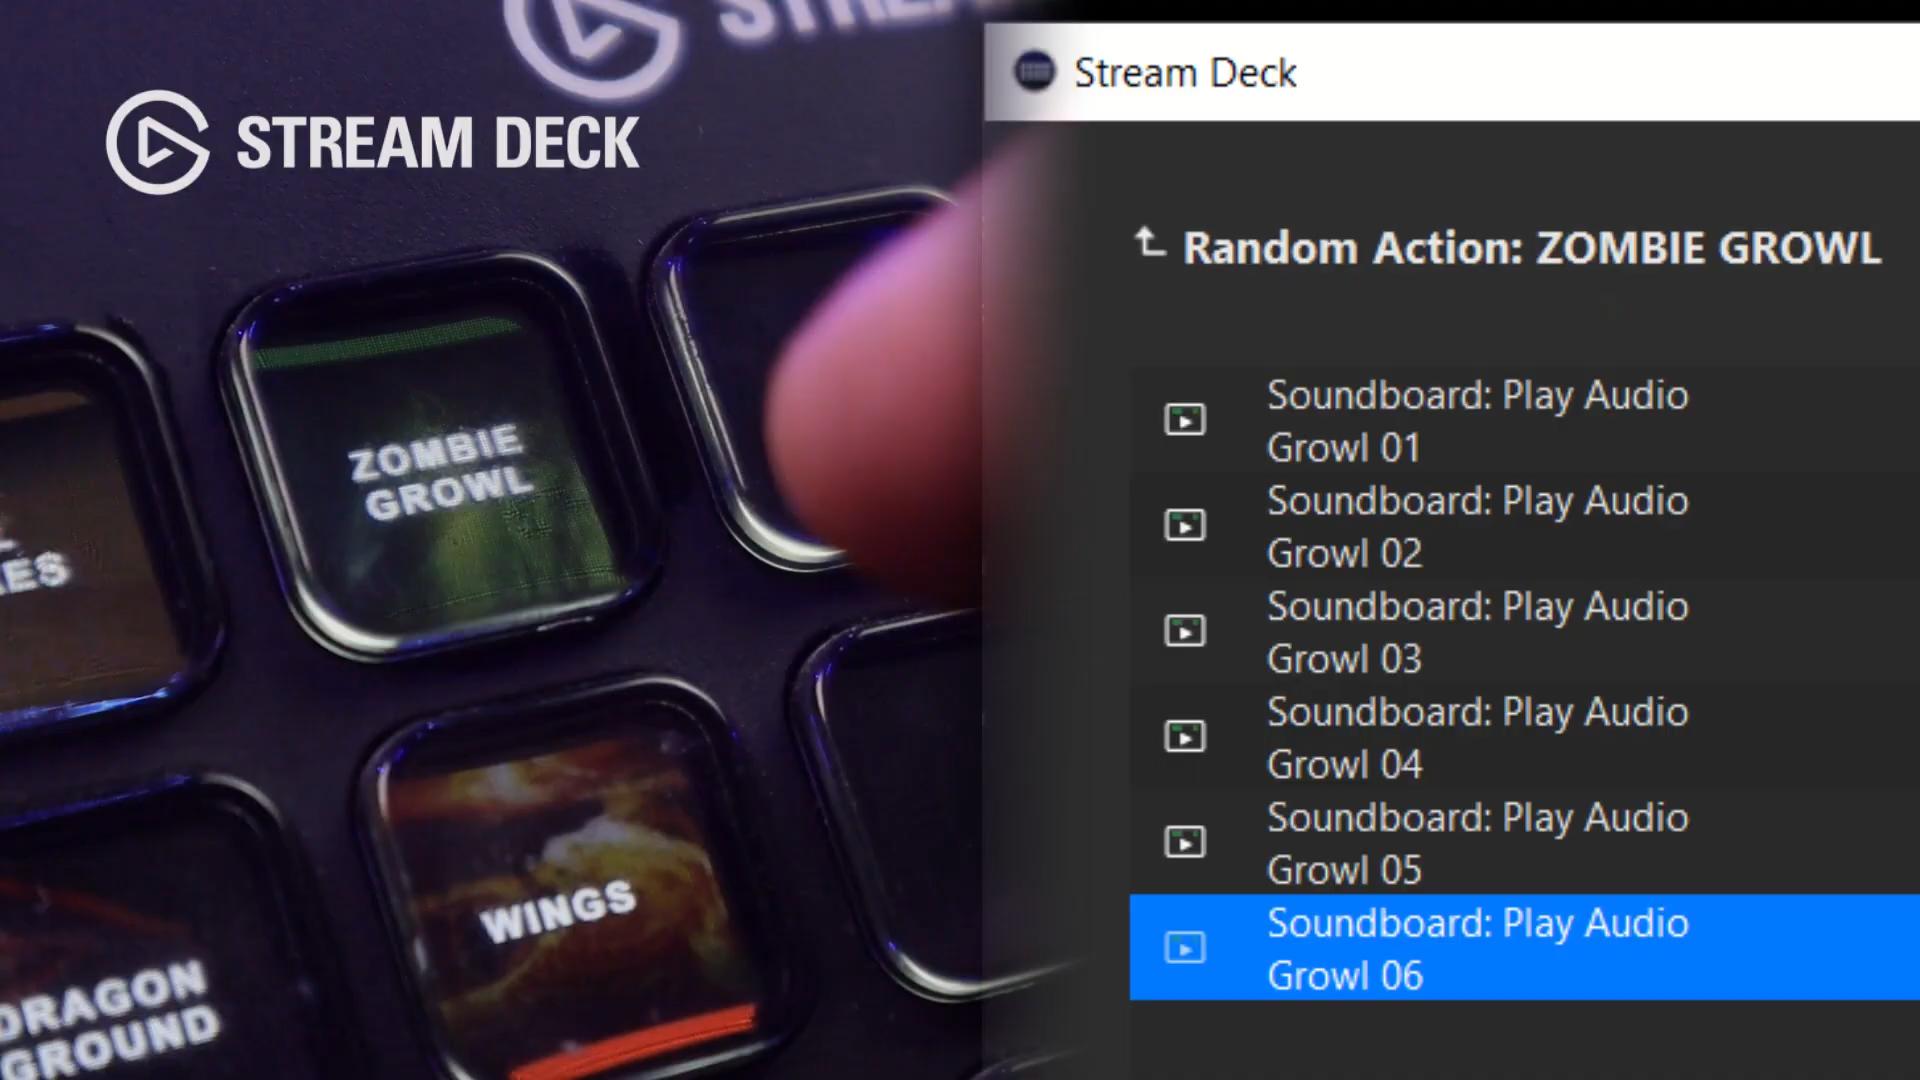 STREAM DECK
ZOMBIE
GROWL
WINGS
DRAGON
GROUND
Stream Deck
Random Action: ZOMBIE GROWL
Soundboard: Play Audio
Growl 01
Soundboard: Play Audio
Growl 02
Soundboard: Play Audio
Growl 03
Soundboard: Play Audio
Growl 04
Soundboard: Play Audio
Growl 05
Soundboard: Play Audio
Growl 06